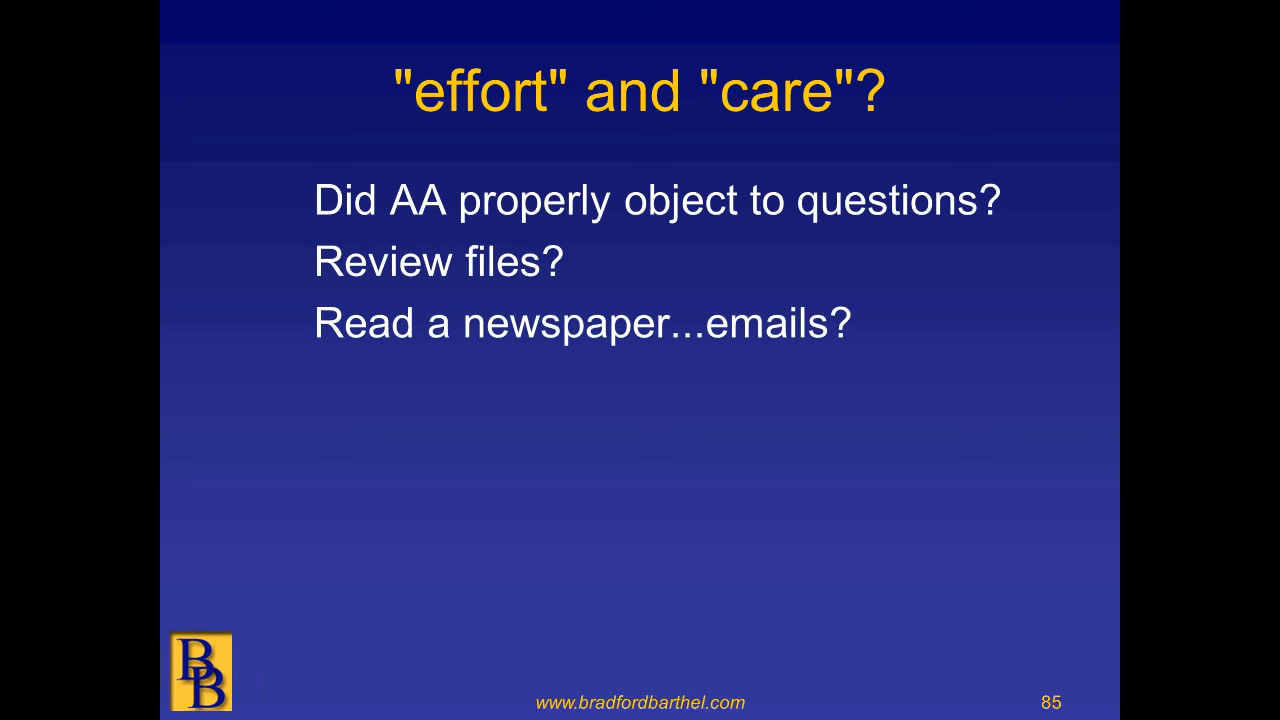 "effort" and "care"?
Did AA properly object to questions?
Review files?
Read a newspaper...emails?
BB
www.bradfordbarthel.com
85